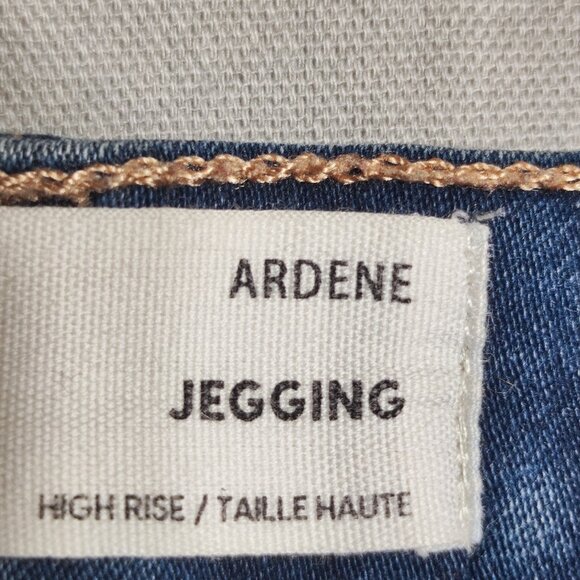 ARDENE
JEGGING
HIGH RISE / TAILLE HAUTE